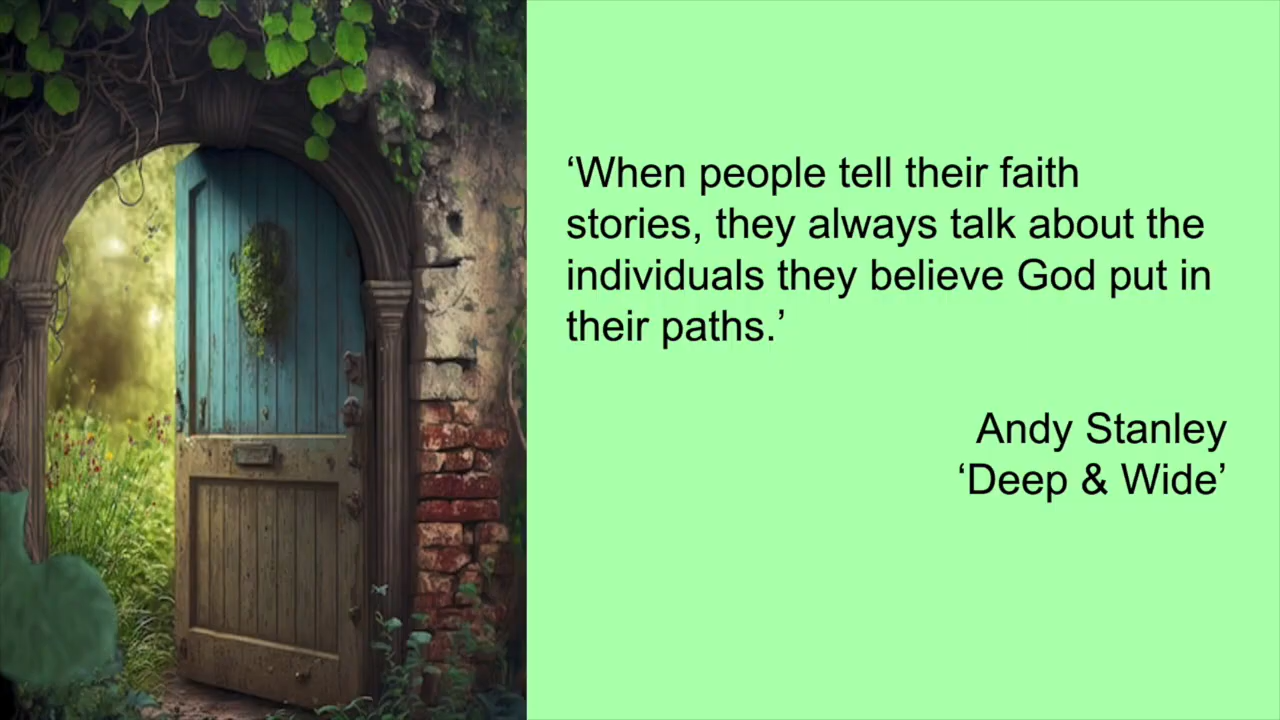 ‘When people tell their faith
stories, they always talk about the
individuals they believe God put in
their paths.’
Andy Stanley
‘Deep & Wide’